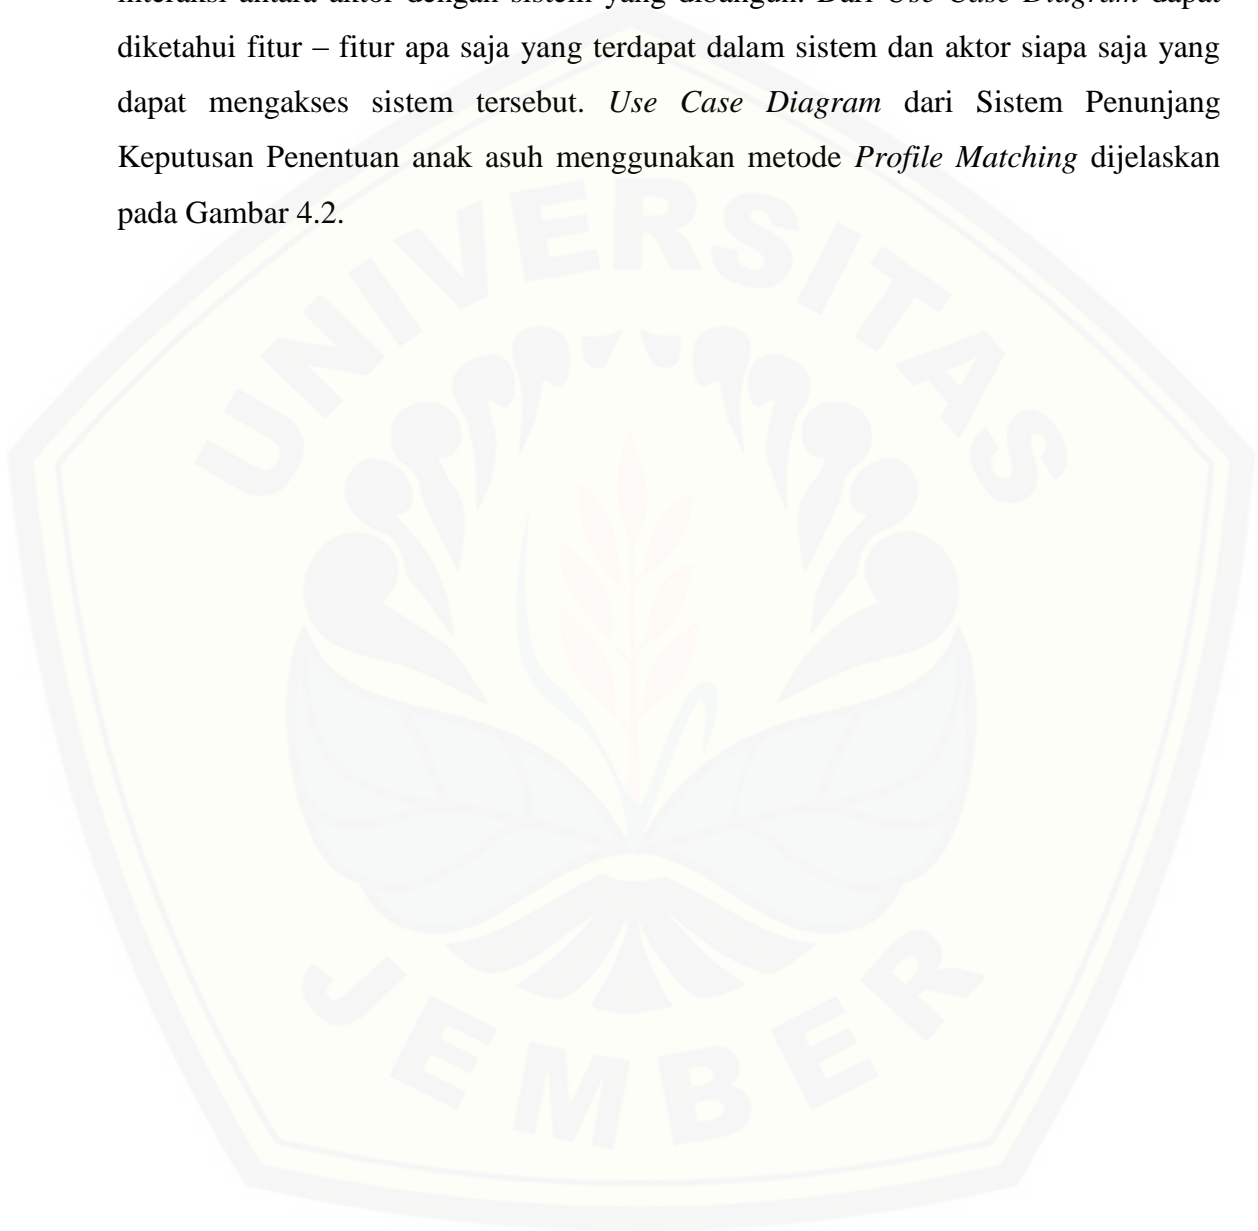 interaksi antara aktor dengan sistem yang dibangun. Dari Use Case Diagram dapat
diketahui fitur – fitur apa saja yang terdapat dalam sistem dan aktor siapa saja yang
dapat mengakses sistem tersebut. Use Case Diagram dari Sistem Penunjang
Keputusan Penentuan anak asuh menggunakan metode Profile Matching dijelaskan
pada Gambar 4.2.
UNIVERSITAS
JEMBER